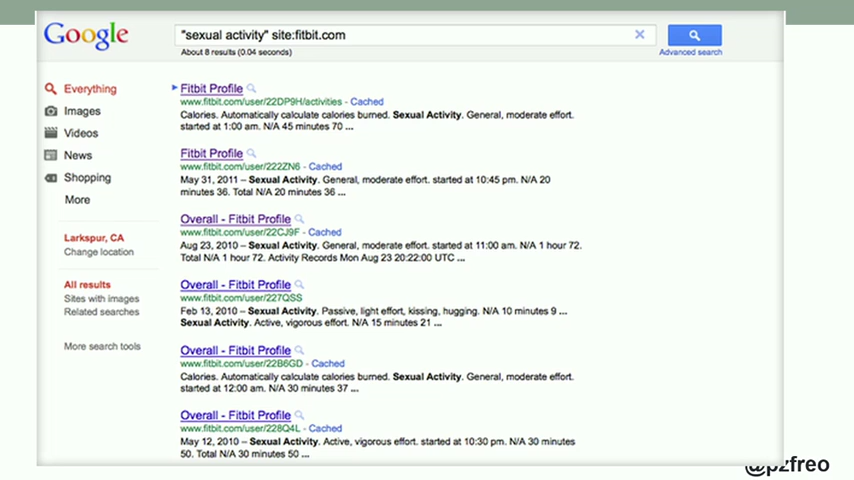 Google
"sexual activity" site:fitbit.com
About 8 results (0.04 seconds)
Advanced search
Everything
Images
Videos
News
Shopping
More
Larkspur, CA
Change location
All results
Sites with images
Related searches
More search tools
Fitbit Profile
www.fitbit.com/user/22DP9H/activities - Cached
Calories. Automatically calculate calories burned. Sexual Activity. General, moderate effort.
started at 1:00 am. N/A 45 minutes 70 ...
Fitbit Profile
www.fitbit.com/user/222ZN6 - Cached
May 31, 2011 – Sexual Activity. General, moderate effort. started at 10:45 pm. N/A 20
minutes 36. Total N/A 20 minutes 36 ...
Overall - Fitbit Profile
www.fitbit.com/user/22CJ9F - Cached
Aug 23, 2010 – Sexual Activity. General, moderate effort. started at 11:00 am. N/A 1 hour 72.
Total N/A 1 hour 72. Activity Records Mon Aug 23 20:22:00 UTC ...
Overall - Fitbit Profile
www.fitbit.com/user/227QSS
Feb 13, 2010 – Sexual Activity. Passive, light effort, kissing, hugging. N/A 10 minutes 9 ...
Sexual Activity. Active, vigorous effort. N/A 15 minutes 21 ...
Overall - Fitbit Profile
www.fitbit.com/user/22B6GD - Cached
Calories. Automatically calculate calories burned. Sexual Activity. General, moderate effort.
started at 12:00 am. N/A 30 minutes 37 ...
Overall - Fitbit Profile
www.fitbit.com/user/228Q4L - Cached
May 12, 2010 – Sexual Activity. Active, vigorous effort. started at 10:30 pm. N/A 30 minutes
50. Total N/A 30 minutes 50 ...
@pzfreo